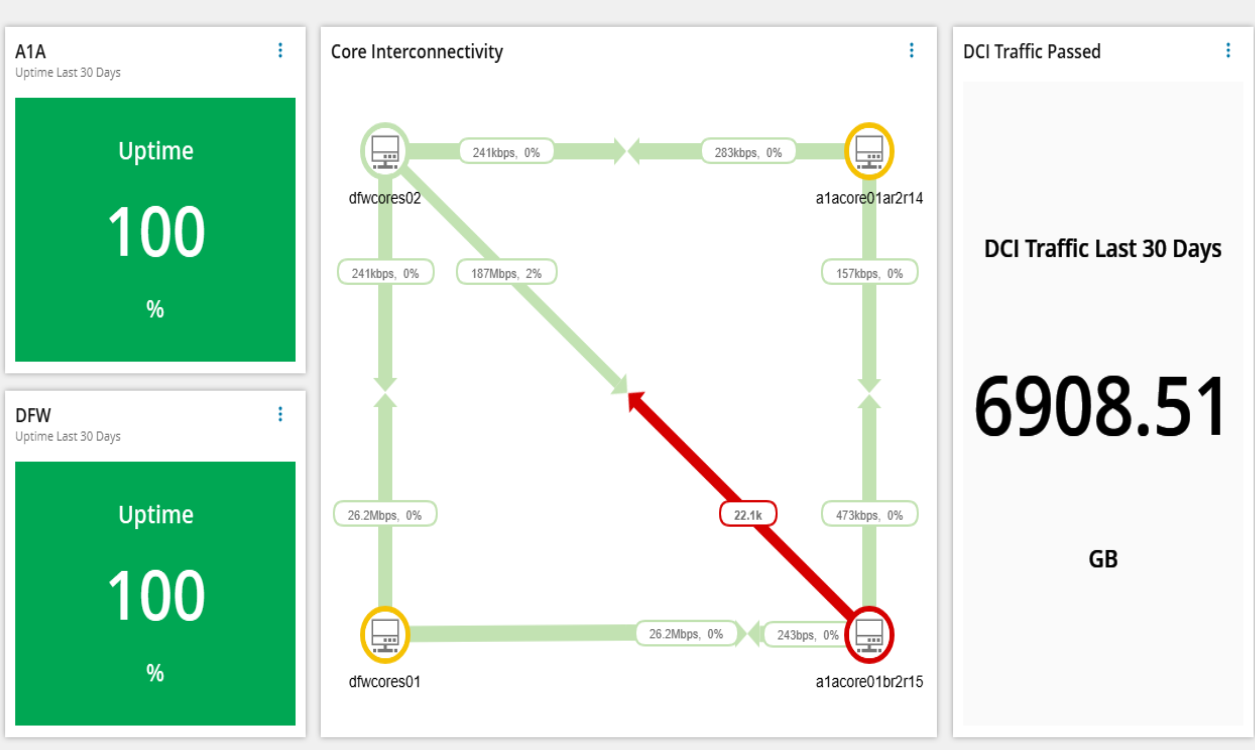 A1A
Uptime Last 30 Days
Uptime
100
%
DFW
Uptime Last 30 Days
Uptime
100
%
Core Interconnectivity
241kbps, 0%
283kbps, 0%
dfwcores02
a1acore01ar2r14
241kbps, 0%
187Mbps, 2%
157kbps, 0%
26.2Mbps, 0%
22.1k
473kbps, 0%
26.2Mbps, 0%
243bps, 0%
dfwcores01
a1acore01br2r15
DCI Traffic Passed
DCI Traffic Last 30 Days
6908.51
GB